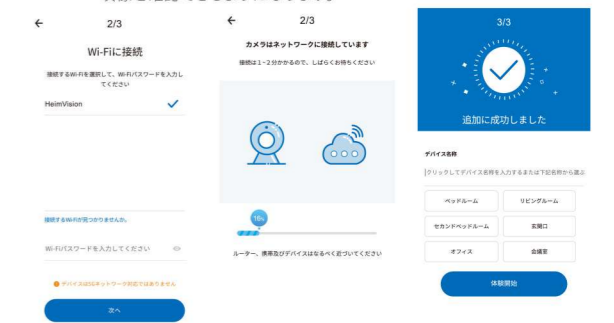 2/3
Wi-Fiに接続
接続するWi-Fiを選択して、Wi-Fiパスワードを入力し
てください
HeimVision
接続するWi-Fiが見つかりませんか。
Wi-Fiパスワードを入力してください
デバイスは5Gネットワーク対応ではありません
次へ
2/3
カメラはネットワークに接続しています
接続は1~2分かかるので、しばらくお待ちください
16%
ルーター、携帯及びデバイスはなるべく近づいてください
3/3
追加に成功しました
デバイス名称
クリックしてデバイス名称を入力するまたは下記名称から選ぶ
ベッドルーム
リビングルーム
セカンドベッドルーム
玄関口
オフィス
会議室
体験開始